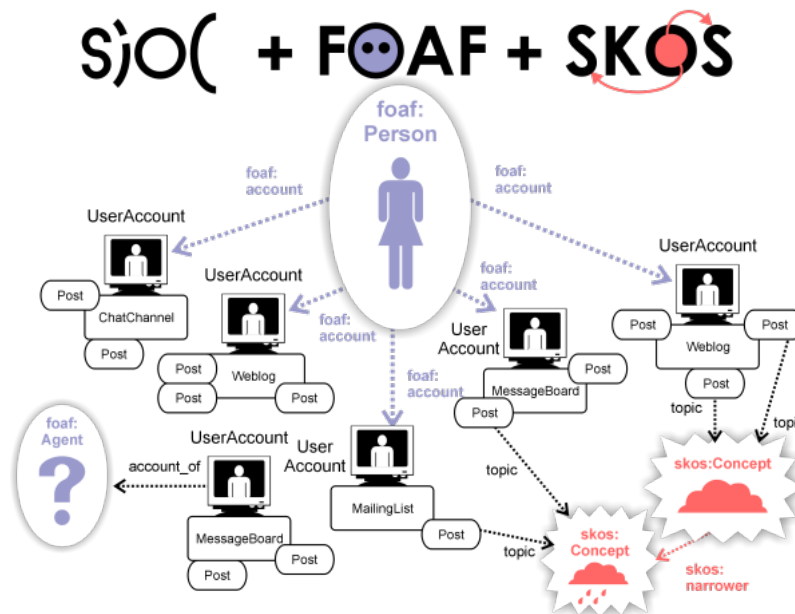 sioc + FOAF + SKOS
foaf:
Person
foaf:
account
foaf:
account
UserAccount
UserAccount
UserAccount
foaf:
account
foaf:
account
User
Account
Post
ChatChannel
Post
Post
Weblog
Post
Post
Post
Weblog
Post
Post
Post
MessageBoard
Post
foaf:
account
topic
topi
foaf:
Agent
account_of
UserAccount
User
Account
topic
skos:Concept
MessageBoard
Post
Post
MailingList
Post
topic
skos:
Concept
skos:
narrower